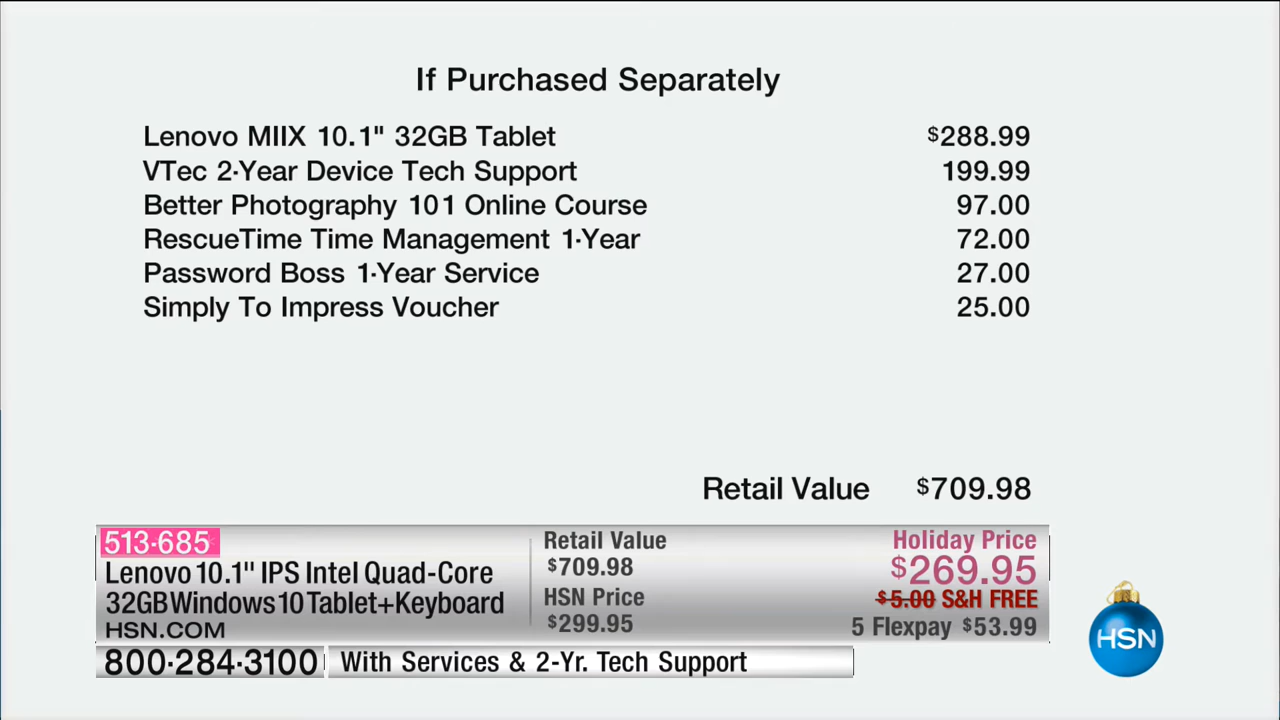 If Purchased Separately
Lenovo MIIX 10.1" 32GB Tablet $288.99
VTec 2-Year Device Tech Support 199.99
Better Photography 101 Online Course 97.00
RescueTime Time Management 1-Year 72.00
Password Boss 1-Year Service 27.00
Simply To Impress Voucher 25.00
Retail Value $709.98
513-685
Lenovo 10.1" IPS Intel Quad-Core
32GB Windows 10 Tablet+Keyboard
HSN.COM
Retail Value
$709.98
HSN Price
$299.95
Holiday Price
$269.95
$5.00 S&H FREE
5 Flexpay $53.99
800-284-3100 With Services & 2-Yr. Tech Support
HSN